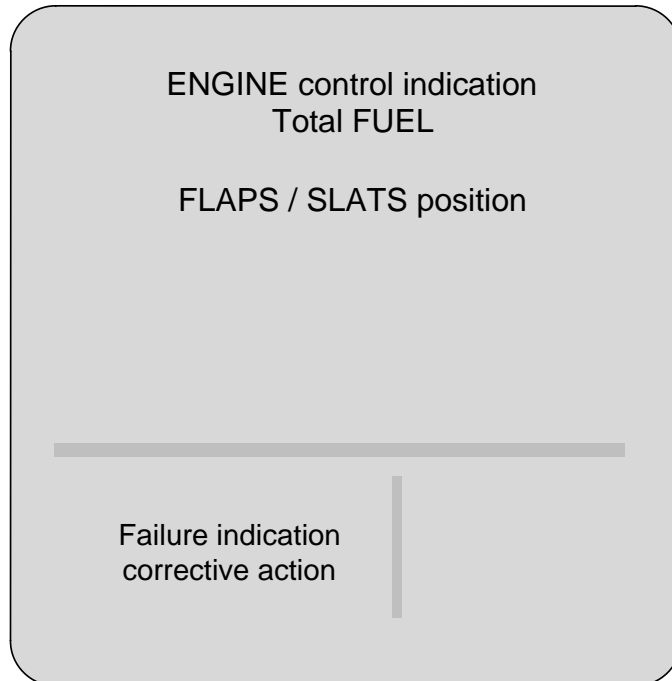 ENGINE control indication
Total FUEL
FLAPS / SLATS position
Failure indication
corrective action